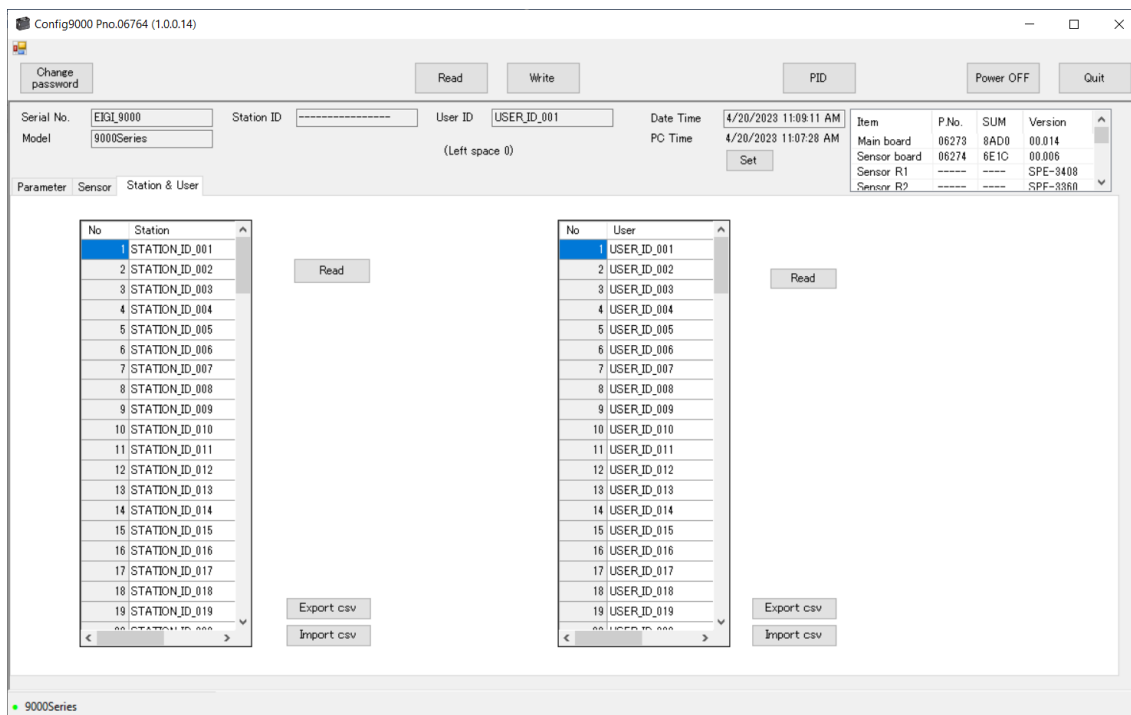 Config9000 Pno.06764 (1.0.0.14)
Change password
Read
Write
PID
Power OFF
Quit
Serial No. EIGI_9000
Station ID ----------------
User ID USER_ID_001
Date Time 4/20/2023 11:09:11 AM
Model 9000Series
(Left space 0)
PC Time 4/20/2023 11:07:28 AM
Set
Item P.No. SUM Version
Main board 06273 8AD0 00.014
Sensor board 06274 6E1C 00.006
Sensor R1 ----- ---- SPE-3408
Sensor R2 ----- ---- SPE-3360
Parameter Sensor Station & User
No Station
1 STATION_ID_001
2 STATION_ID_002
3 STATION_ID_003
4 STATION_ID_004
5 STATION_ID_005
6 STATION_ID_006
7 STATION_ID_007
8 STATION_ID_008
9 STATION_ID_009
10 STATION_ID_010
11 STATION_ID_011
12 STATION_ID_012
13 STATION_ID_013
14 STATION_ID_014
15 STATION_ID_015
16 STATION_ID_016
17 STATION_ID_017
18 STATION_ID_018
19 STATION_ID_019
Read
Export csv
Import csv
No User
1 USER_ID_001
2 USER_ID_002
3 USER_ID_003
4 USER_ID_004
5 USER_ID_005
6 USER_ID_006
7 USER_ID_007
8 USER_ID_008
9 USER_ID_009
10 USER_ID_010
11 USER_ID_011
12 USER_ID_012
13 USER_ID_013
14 USER_ID_014
15 USER_ID_015
16 USER_ID_016
17 USER_ID_017
18 USER_ID_018
19 USER_ID_019
Read
Export csv
Import csv
9000Series